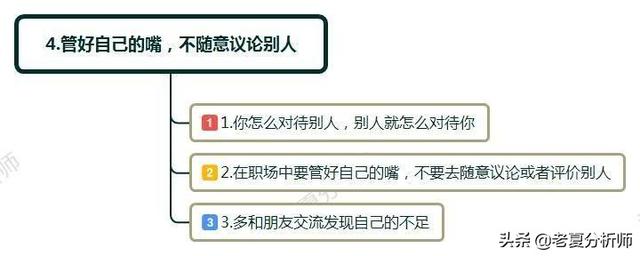 4.管好自己的嘴，不随意议论别人
1 1.你怎么对待别人，别人就怎么对待你
2 2.在职场中要管好自己的嘴，不要去随意议论或者评价别人
3 3.多和朋友交流发现自己的不足
头条 @老夏分析师